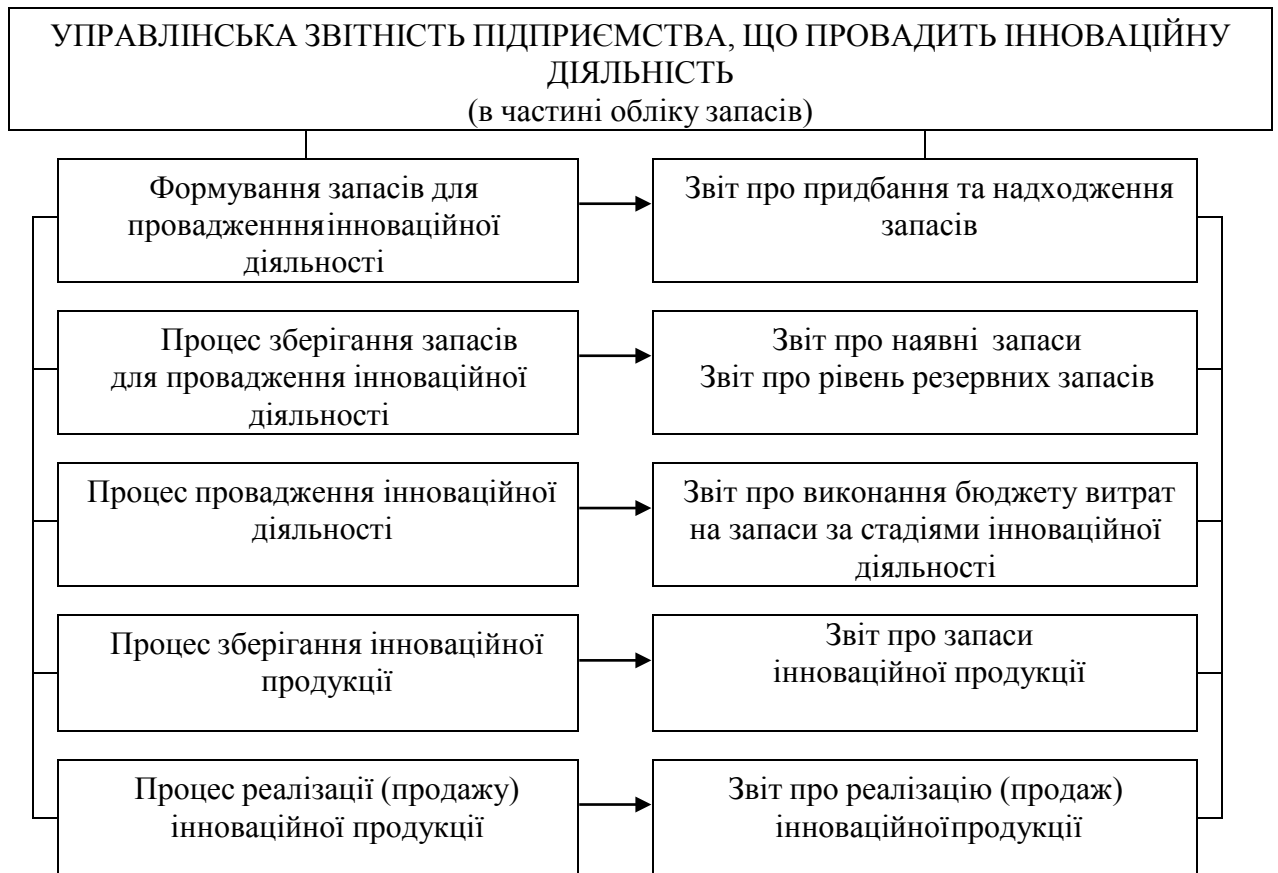 УПРАВЛІНСЬКА ЗВІТНІСТЬ ПІДПРИЄМСТВА, ЩО ПРОВАДИТЬ ІННОВАЦІЙНУ
ДІЯЛЬНІСТЬ
(в частині обліку запасів)
Формування запасів для
провадженнняінноваційної
діяльності
Звіт про придбання та надходження
запасів
Процес зберігання запасів
для провадження інноваційної
діяльності
Звіт про наявні запаси
Звіт про рівень резервних запасів
Процес провадження інноваційної
діяльності
Звіт про виконання бюджету витрат
на запаси за стадіями інноваційної
діяльності
Процес зберігання інноваційної
продукції
Звіт про запаси
інноваційної продукції
Процес реалізації (продажу)
інноваційної продукції
Звіт про реалізацію (продаж)
інноваційноїпродукції